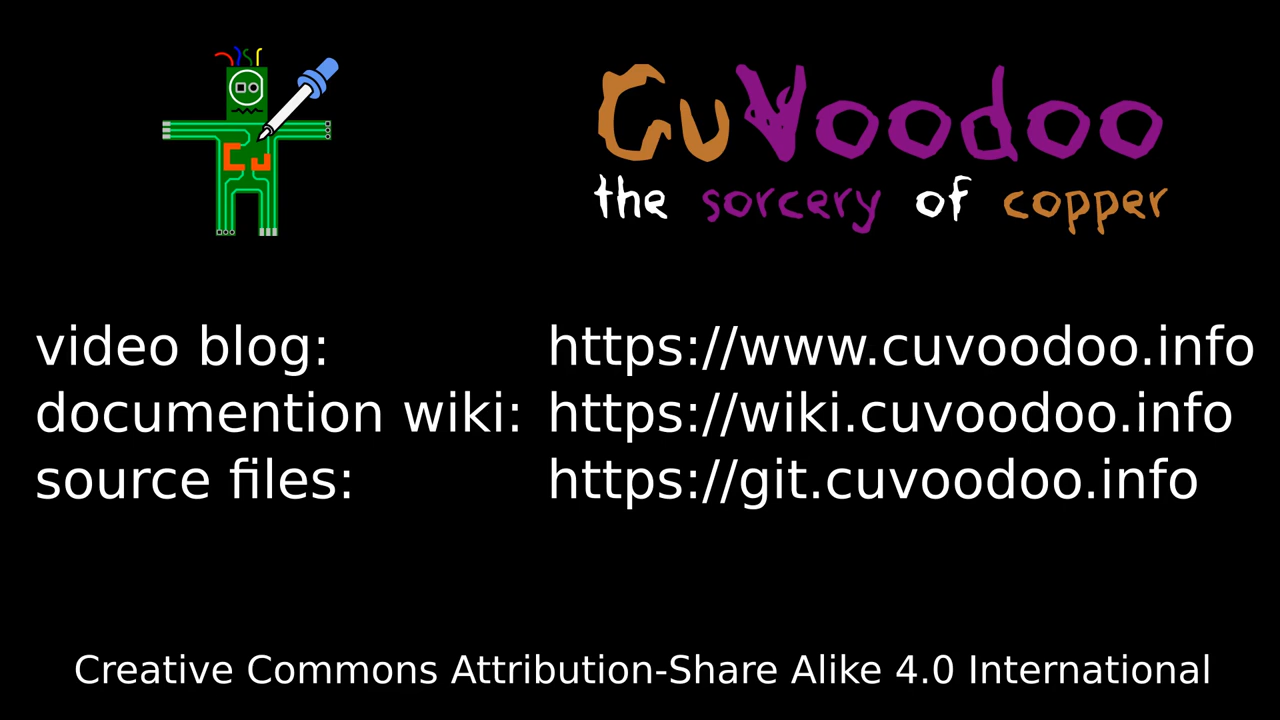 Cu
CuVoodoo
the sorcery of copper
video blog: https://www.cuvoodoo.info
documention wiki: https://wiki.cuvoodoo.info
source files: https://git.cuvoodoo.info
Creative Commons Attribution-Share Alike 4.0 International